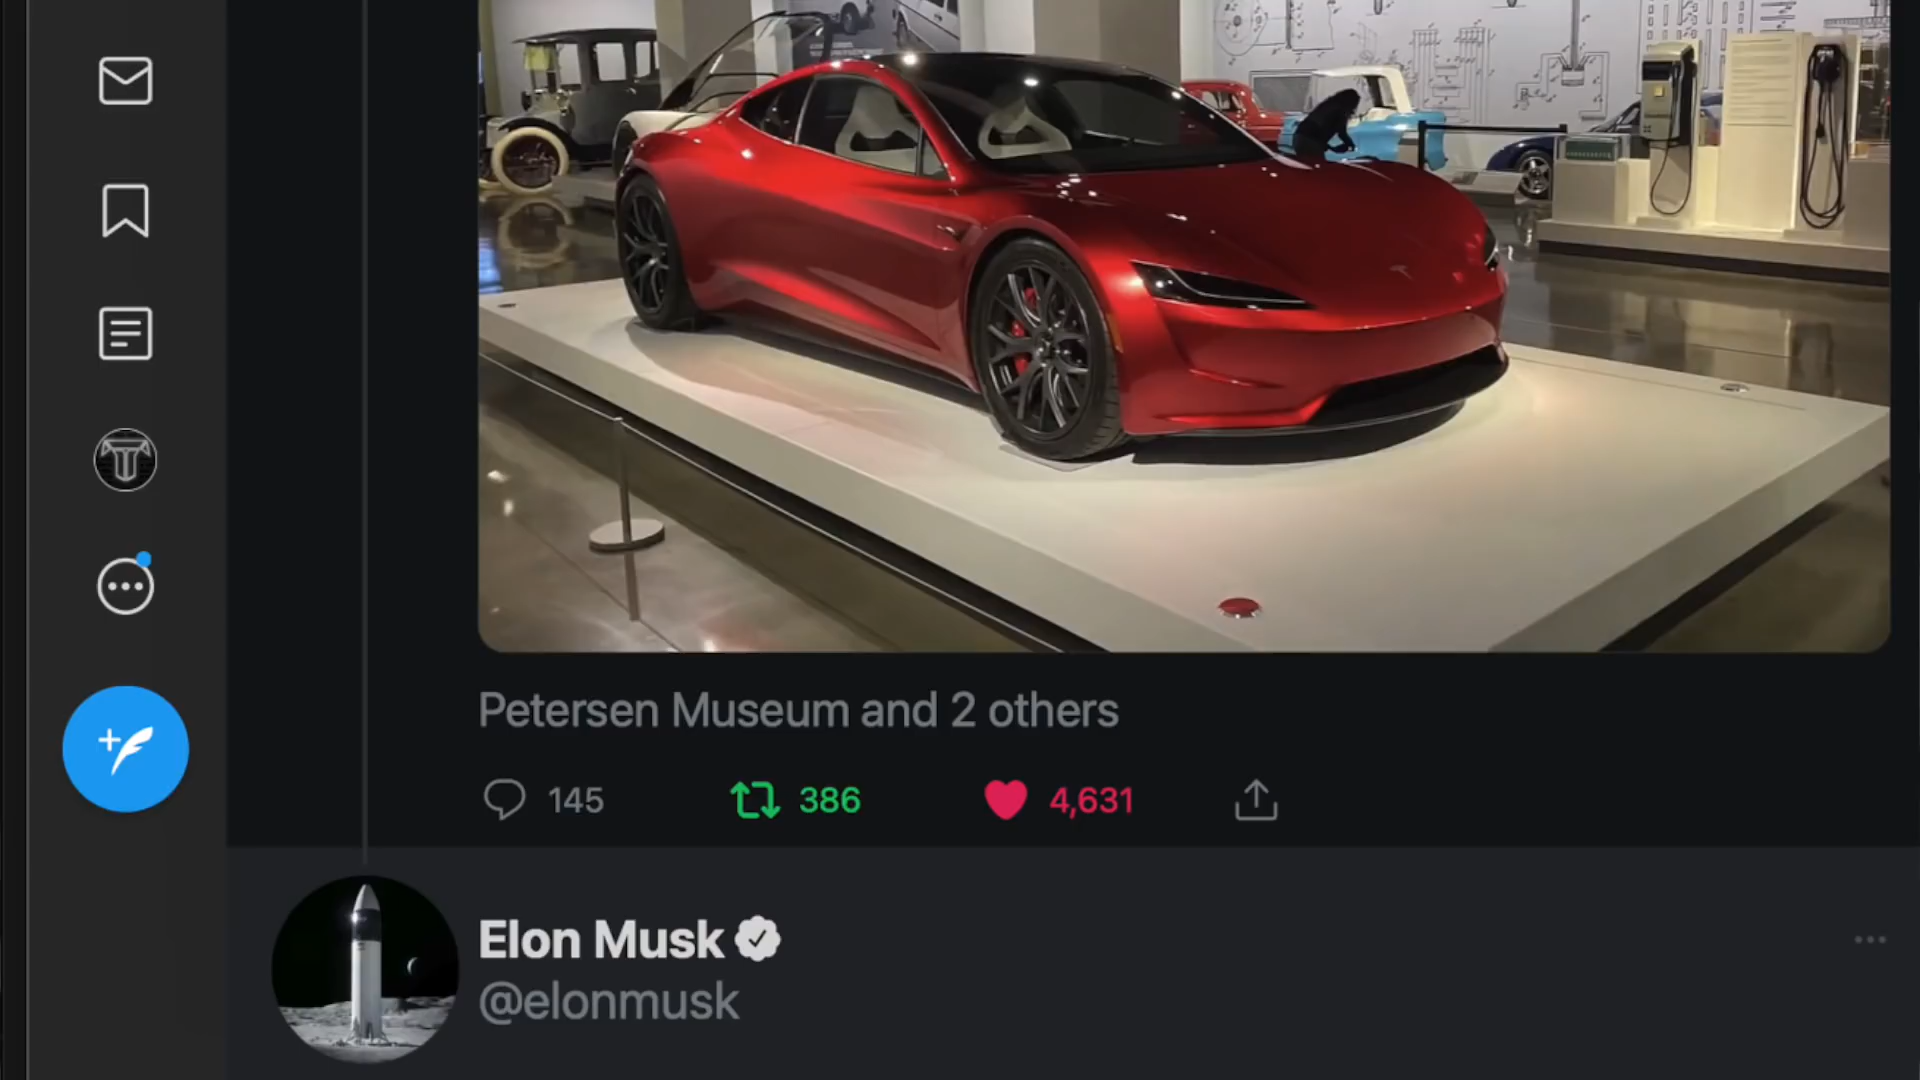 Petersen Museum and 2 others
145
386
4,631
Elon Musk
@elonmusk